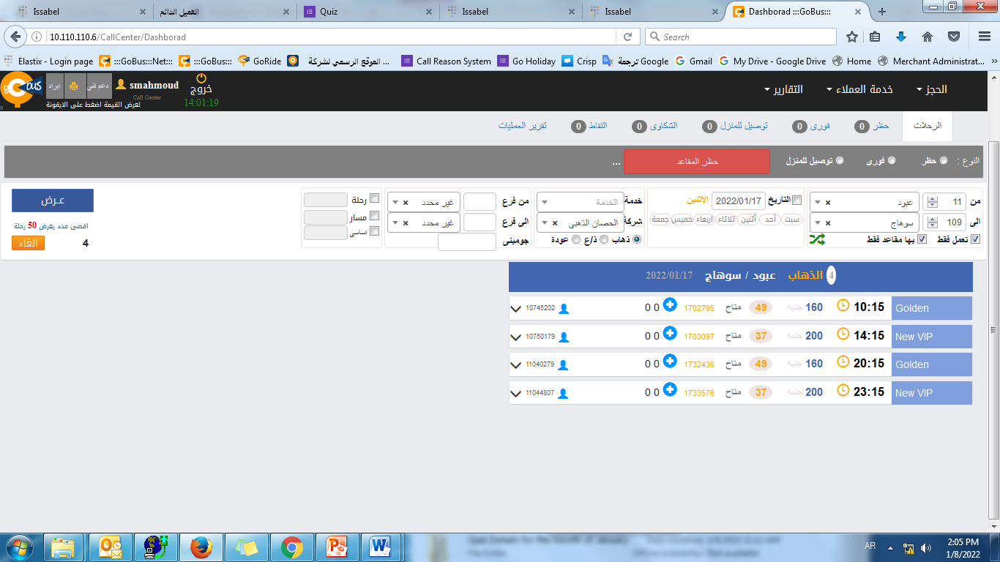 Issabel
العميل الدائم
Quiz
Issabel
Issabel
Dashborad :::GoBus:::
10.110.110.6/CallCenter/Dashborad
Search
Elastix - Login page
:::GoBus:::Net:::
:::GoBus:::
GoRide
الموقع الرسمي لشركة ...
Call Reason System
Go Holiday
Crisp
ترجمة Google
Gmail
My Drive - Google Drive
Home
Merchant Administrat...
الحجز
خدمة العملاء
التقارير
خروج
14:01:19
smahmoud
Call Center
دعم فنى
ايراد
لعرض القيمة اضغط على الايقونة
go bus
0
الرحلات
حظر 0
فورى 0
توصيل للمنزل 0
الشكاوى 0
النقاط 0
تقرير العمليات
النوع :
حظر
فورى
توصيل للمنزل
حظر المقاعد
...
من 11 عبود
الى 109 سوهاج
تعمل فقط
بها مقاعد فقط
التاريخ 2022/01/17 الأثنين
سبت أحد أثنين ثلاثاء أربعاء خميس جمعة
خدمة الخدمة
شركة الحصان الذهبى
ذهاب ذ/ع عودة
من فرع غير محدد
الى فرع غير محدد
جومينى
رحلة
مسار
اساسى
عـرض
اقصى عدد يعرض 50 رحلة
4
الغاء
4 الذهاب عبود / سوهاج 2022/01/17
Golden 10:15 160 جنيه 49 متاح 1702795 0 0 10745202
New VIP 14:15 200 جنيه 37 متاح 1703097 0 0 10750179
Golden 20:15 160 جنيه 49 متاح 1732436 0 0 11040279
New VIP 23:15 200 جنيه 37 متاح 1733576 0 0 11044807
AR
2:05 PM
1/8/2022